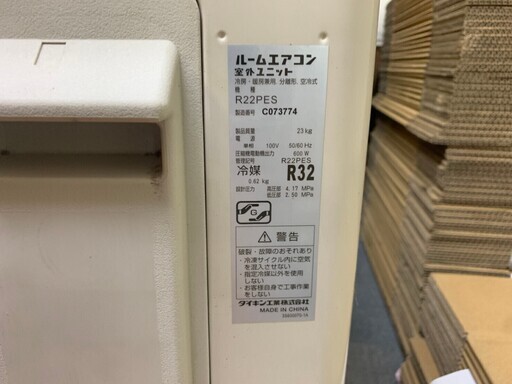 ルームエアコン
室外ユニット
冷房・暖房兼用, 分離形, 空冷式
機種
R22PES
製造番号 C073774
製品質量 23 kg
電源
単相 100V 50/60 Hz
圧縮機電動機出力 600 W
管理記号 R22PES
冷媒 R32
0.62 kg
設計圧力 高圧部 4.17 MPa
低圧部 2.50 MPa
G
警告
破裂・故障のおそれあり
・冷凍サイクル内に空気
を混入させない
・指定冷媒以外を使用
しない
・お客様自身で工事作業を
しない
ダイキン工業株式会社
MADE IN CHINA